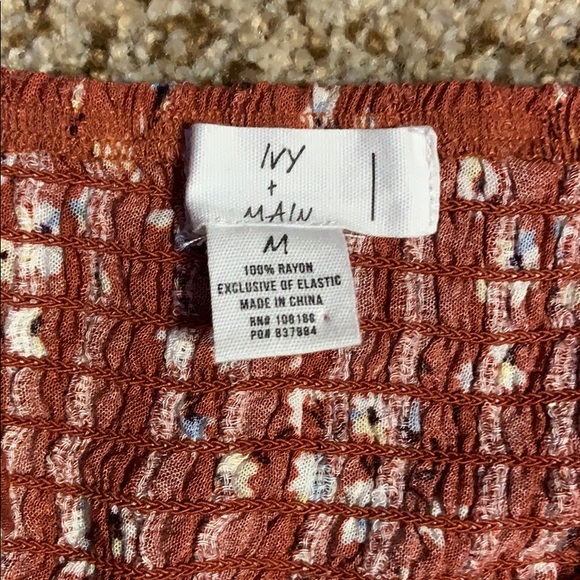 IVY
+
MAIN
M
100% RAYON
EXCLUSIVE OF ELASTIC
MADE IN CHINA
RN# 108186
PO# 837884